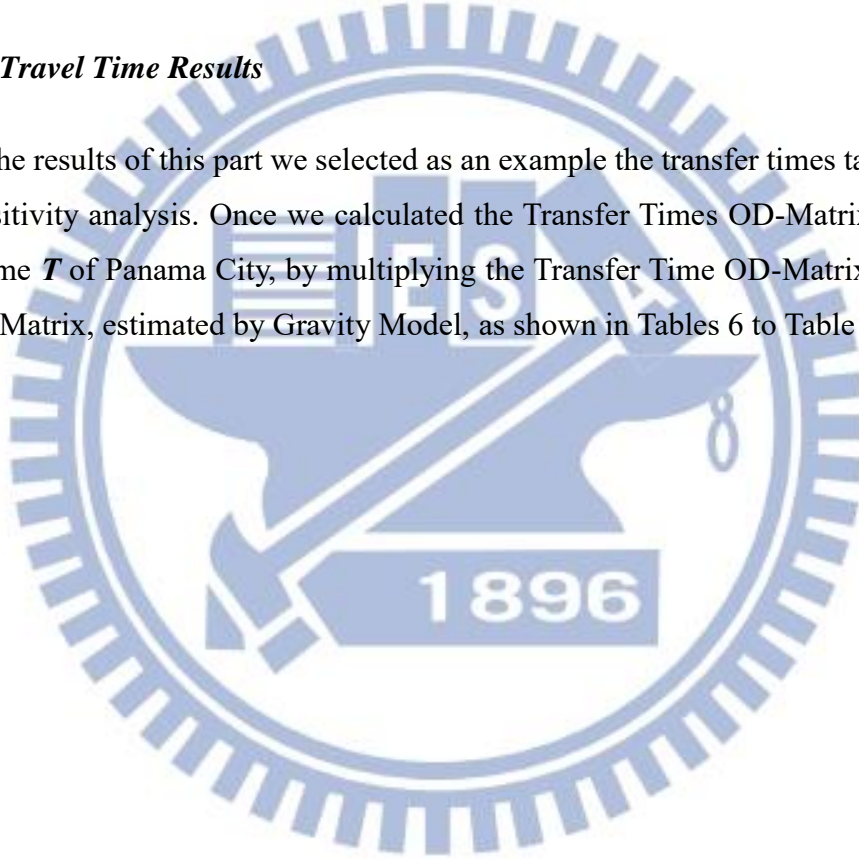 Travel Time Results
he results of this part we selected as an example the transfer times ta
sitivity analysis. Once we calculated the Transfer Times OD-Matrix
me T of Panama City, by multiplying the Transfer Time OD-Matrix
Matrix, estimated by Gravity Model, as shown in Tables 6 to Table
E S A
1896